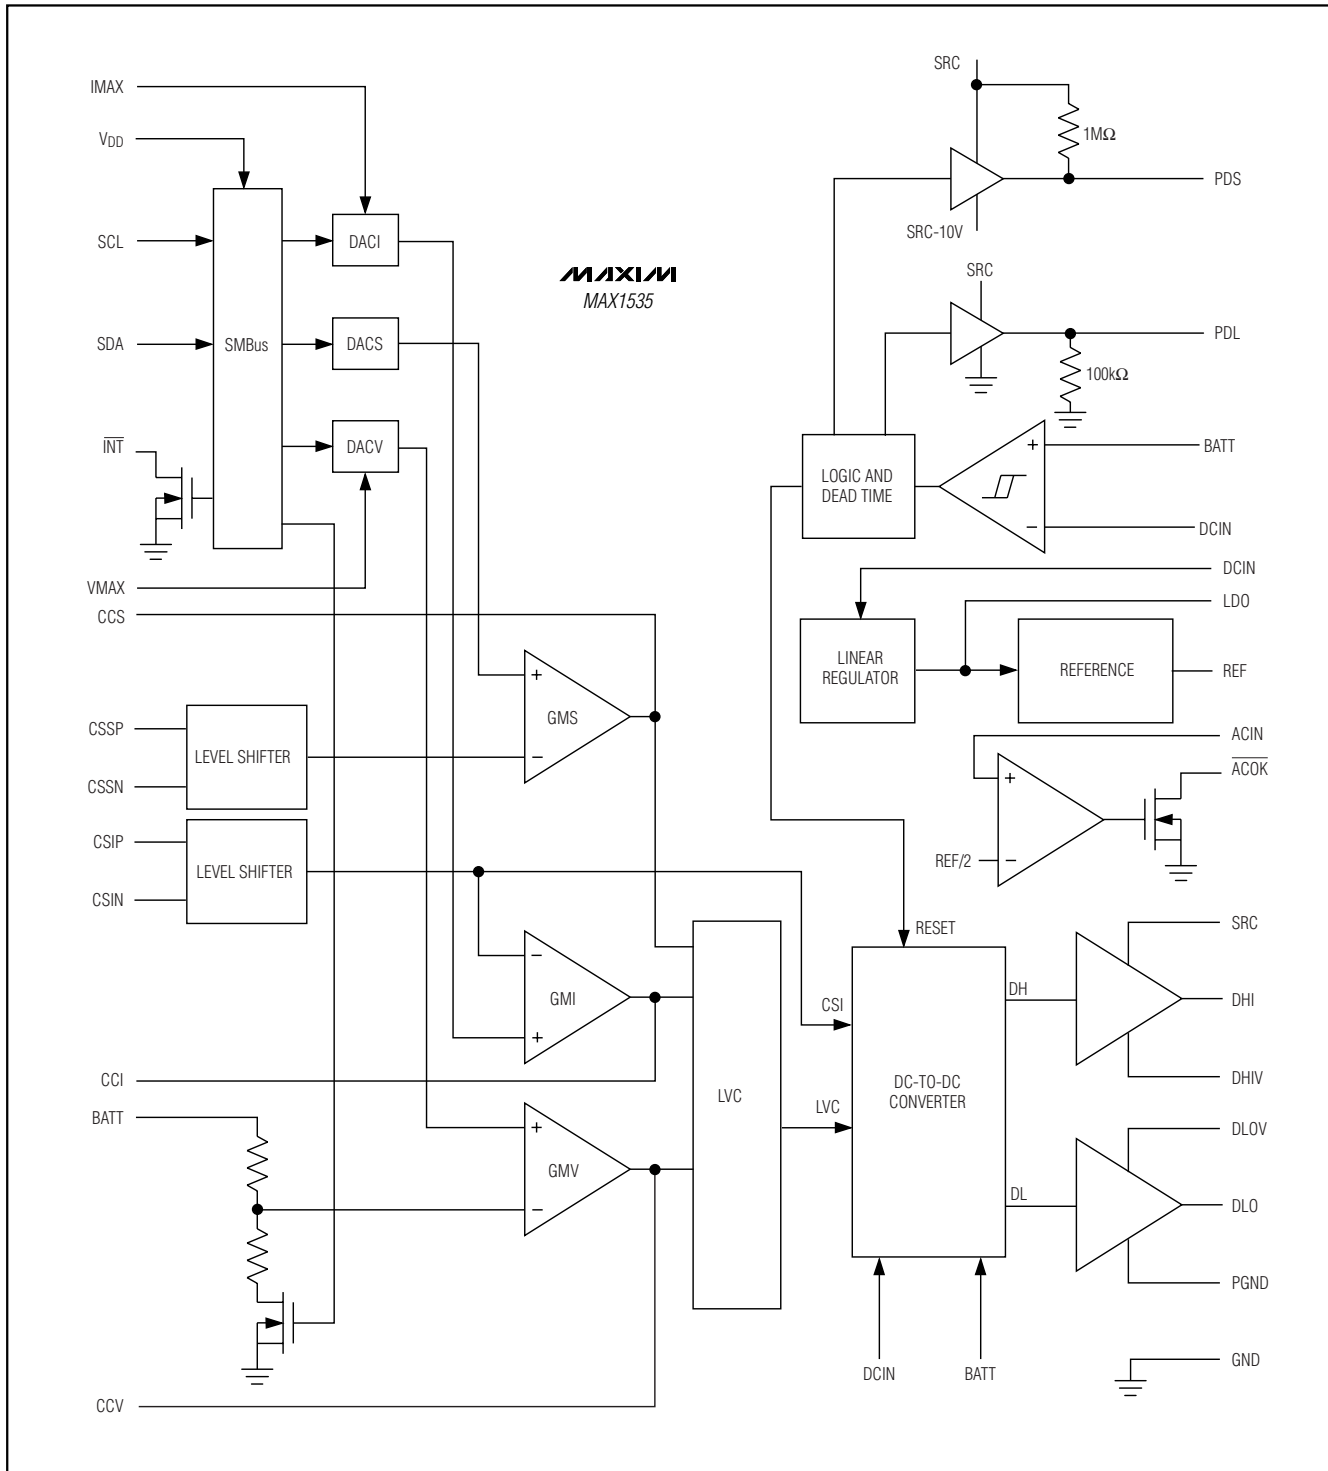 IMAX
VDD
SCL
SDA
INT
VMAX
CCS
CSSP
CSSN
CSIP
CSIN
CCI
BATT
CCV
SMBus
DACI
DACS
DACV
LEVEL SHIFTER
LEVEL SHIFTER
+
GMS
−
−
GMI
+
+
GMV
−
LVC
MAXIM
MAX1535
SRC
1MΩ
PDS
SRC-10V
SRC
PDL
100kΩ
LOGIC AND
DEAD TIME
+
−
BATT
DCIN
DCIN
LDO
LINEAR
REGULATOR
REFERENCE
REF
ACIN
ACOK
+
REF/2
−
RESET
CSI
LVC
DC-TO-DC
CONVERTER
DH
DL
DCIN
BATT
SRC
DHI
DHIV
DLOV
DLO
PGND
GND